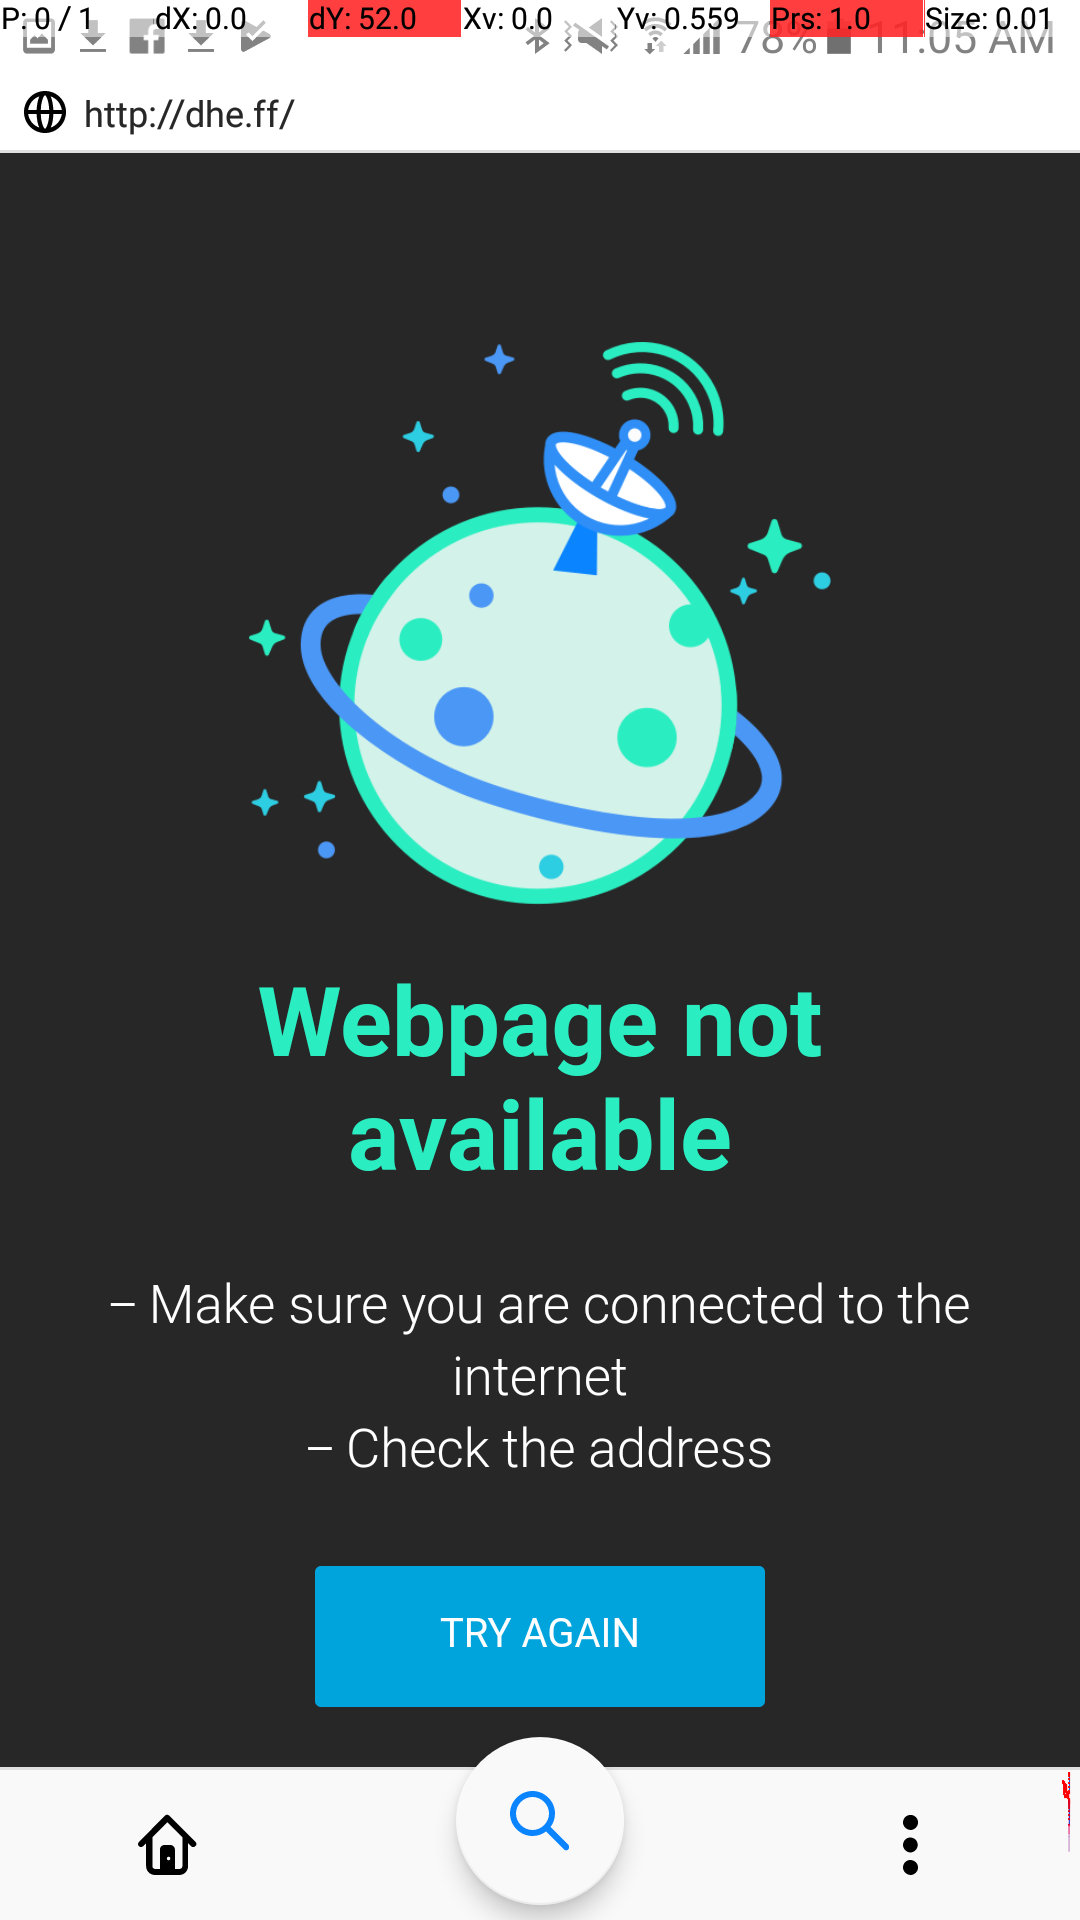 P: 0 / 1 dX: 0.0 dY: 52.0 Xv: 0.0 Yv: 0.559 Prs: 1.0 Size: 0.01
78% 11:05 AM
http://dhe.ff/
Webpage not
available
– Make sure you are connected to the
internet
– Check the address
TRY AGAIN